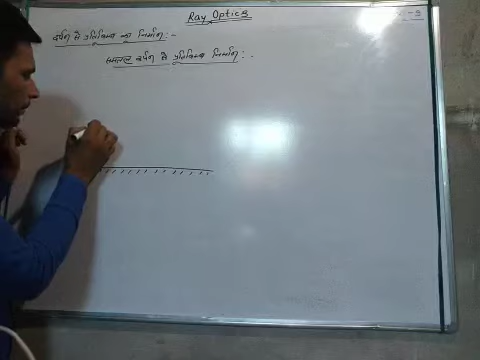 Ray Optics
दर्पण से प्रतिबिम्ब का निर्माण :-
समतल दर्पण से प्रतिबिम्ब निर्माण :-